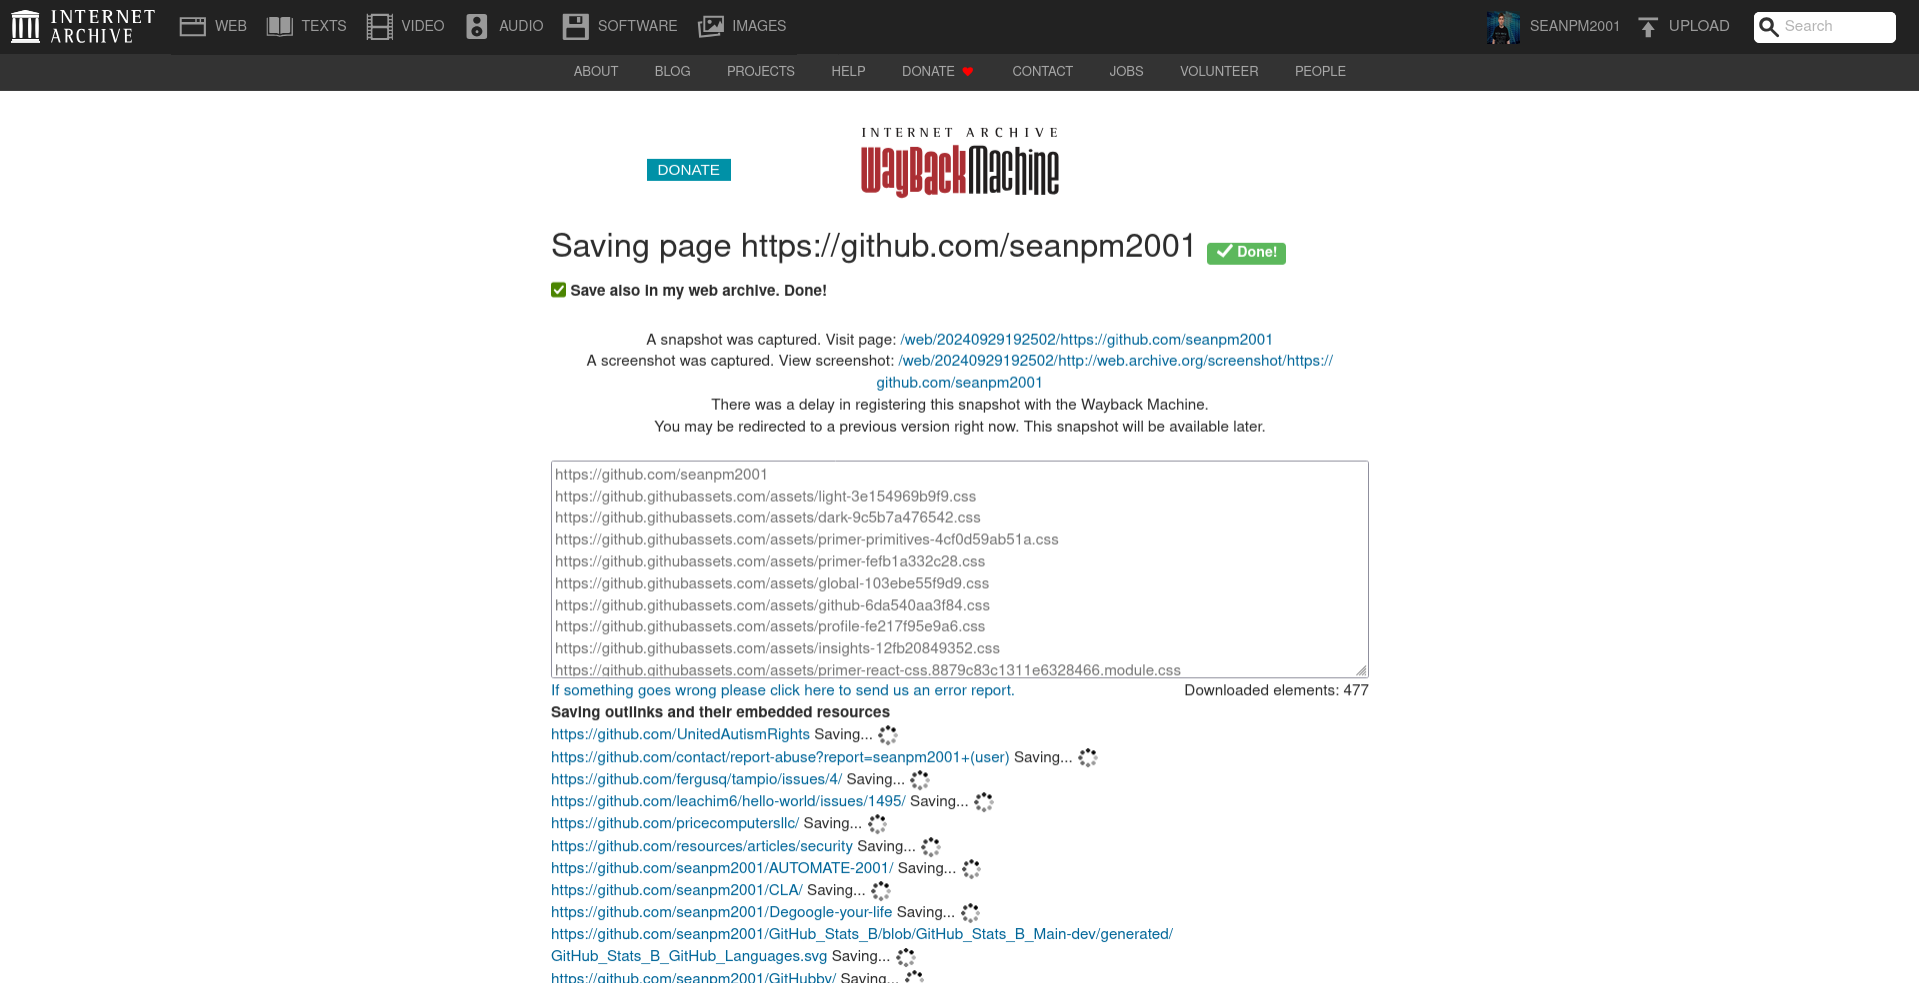 INTERNET ARCHIVE
WEB TEXTS VIDEO AUDIO SOFTWARE IMAGES SEANPM2001 UPLOAD Search
ABOUT BLOG PROJECTS HELP DONATE CONTACT JOBS VOLUNTEER PEOPLE
INTERNET ARCHIVE
WayBackMachine
DONATE
Saving page https://github.com/seanpm2001 Done!
Save also in my web archive. Done!
A snapshot was captured. Visit page: /web/20240929192502/https://github.com/seanpm2001
A screenshot was captured. View screenshot: /web/20240929192502/http://web.archive.org/screenshot/https://
github.com/seanpm2001
There was a delay in registering this snapshot with the Wayback Machine.
You may be redirected to a previous version right now. This snapshot will be available later.
https://github.com/seanpm2001
https://github.githubassets.com/assets/light-3e154969b9f9.css
https://github.githubassets.com/assets/dark-9c5b7a476542.css
https://github.githubassets.com/assets/primer-primitives-4cf0d59ab51a.css
https://github.githubassets.com/assets/primer-fefb1a332c28.css
https://github.githubassets.com/assets/global-103ebe55f9d9.css
https://github.githubassets.com/assets/github-6da540aa3f84.css
https://github.githubassets.com/assets/profile-fe217f95e9a6.css
https://github.githubassets.com/assets/insights-12fb20849352.css
https://github.githubassets.com/assets/primer-react-css.8879c83c1311e6328466.module.css
If something goes wrong please click here to send us an error report. Downloaded elements: 477
Saving outlinks and their embedded resources
https://github.com/UnitedAutismRights Saving...
https://github.com/contact/report-abuse?report=seanpm2001+(user) Saving...
https://github.com/fergusq/tampio/issues/4/ Saving...
https://github.com/leachim6/hello-world/issues/1495/ Saving...
https://github.com/pricecomputersllc/ Saving...
https://github.com/resources/articles/security Saving...
https://github.com/seanpm2001/AUTOMATE-2001/ Saving...
https://github.com/seanpm2001/CLA/ Saving...
https://github.com/seanpm2001/Degoogle-your-life Saving...
https://github.com/seanpm2001/GitHub_Stats_B/blob/GitHub_Stats_B_Main-dev/generated/
GitHub_Stats_B_GitHub_Languages.svg Saving...
https://github.com/seanpm2001/GitHubby/ Saving...